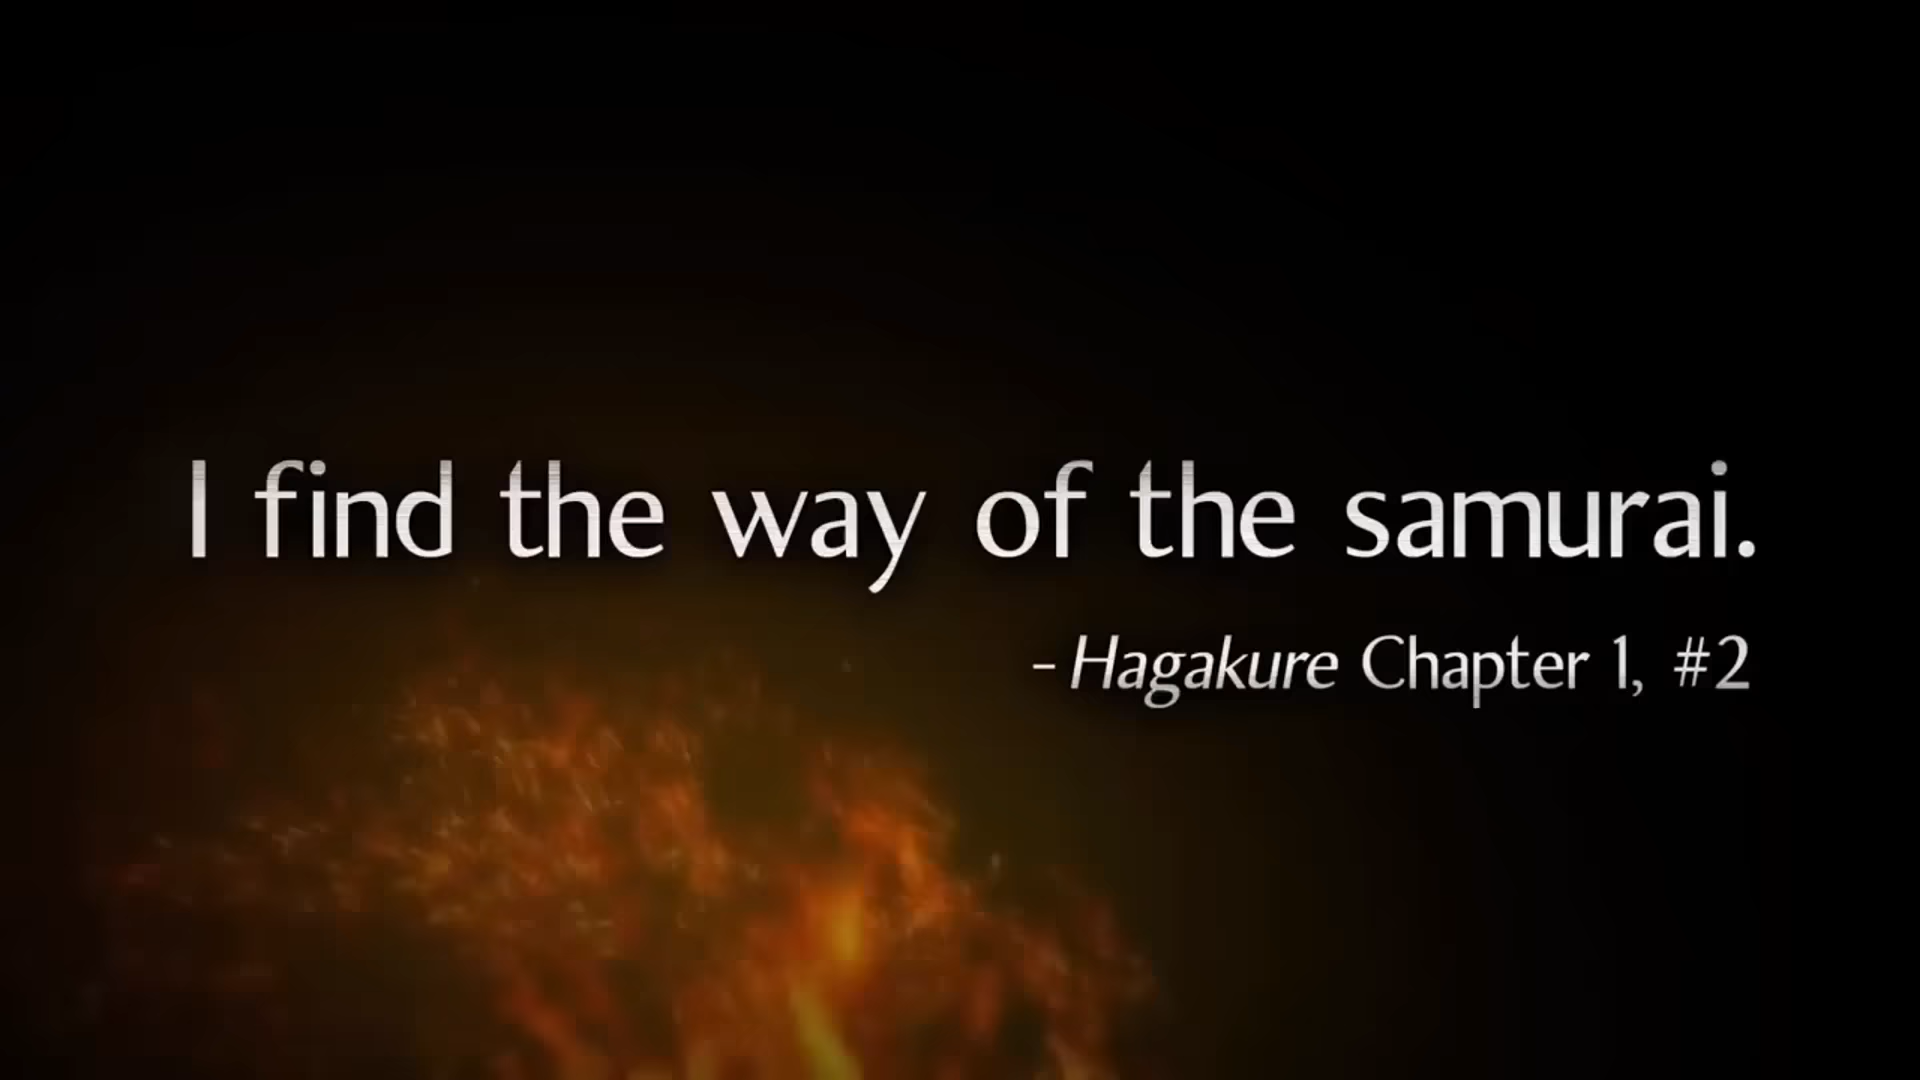 I find the way of the samurai.
- Hagakure Chapter 1, #2